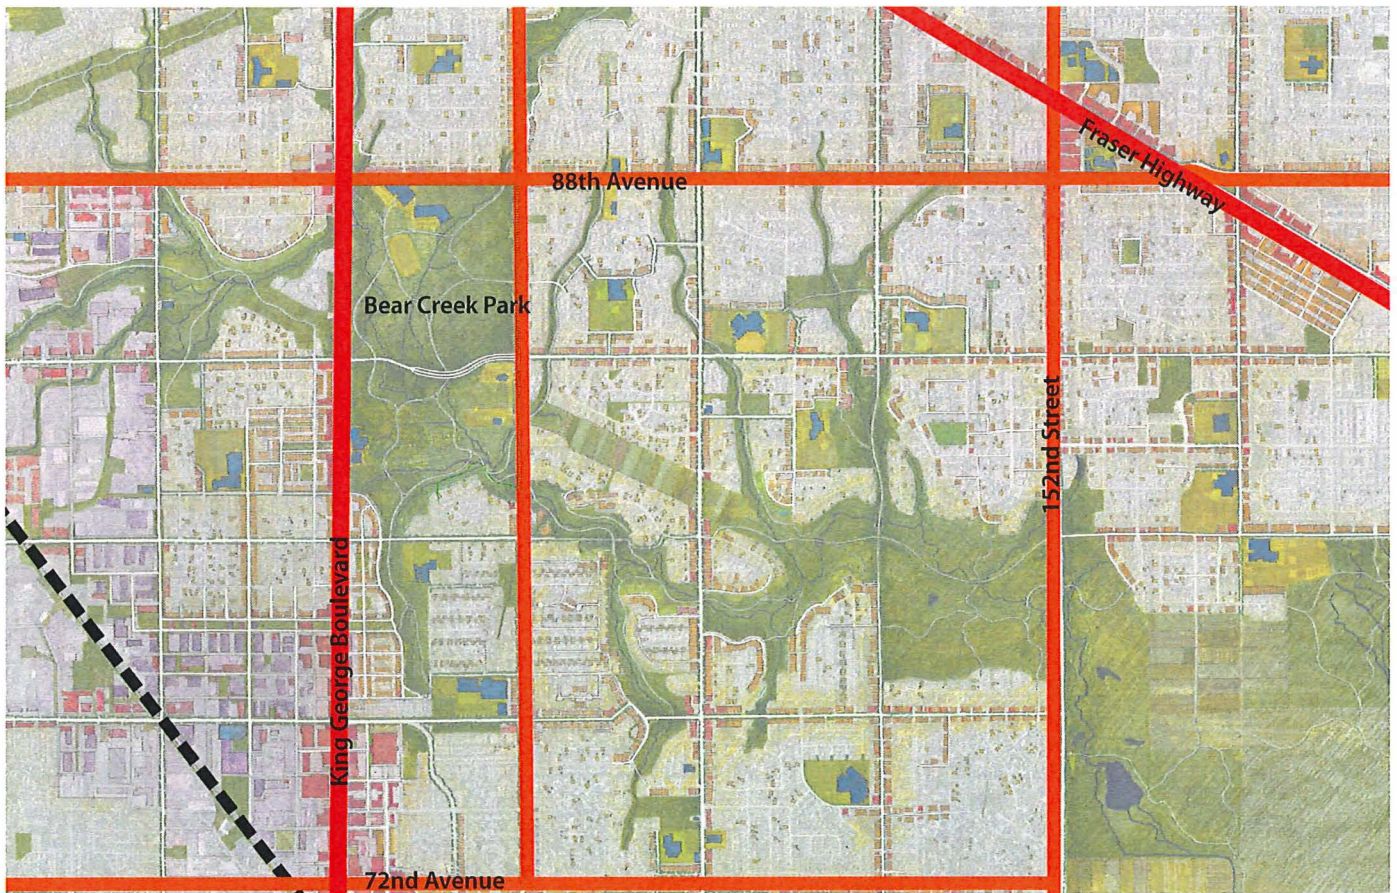 Fraser Highway
88th Avenue
Bear Creek Park
152nd Street
King George Boulevard
72nd Avenue